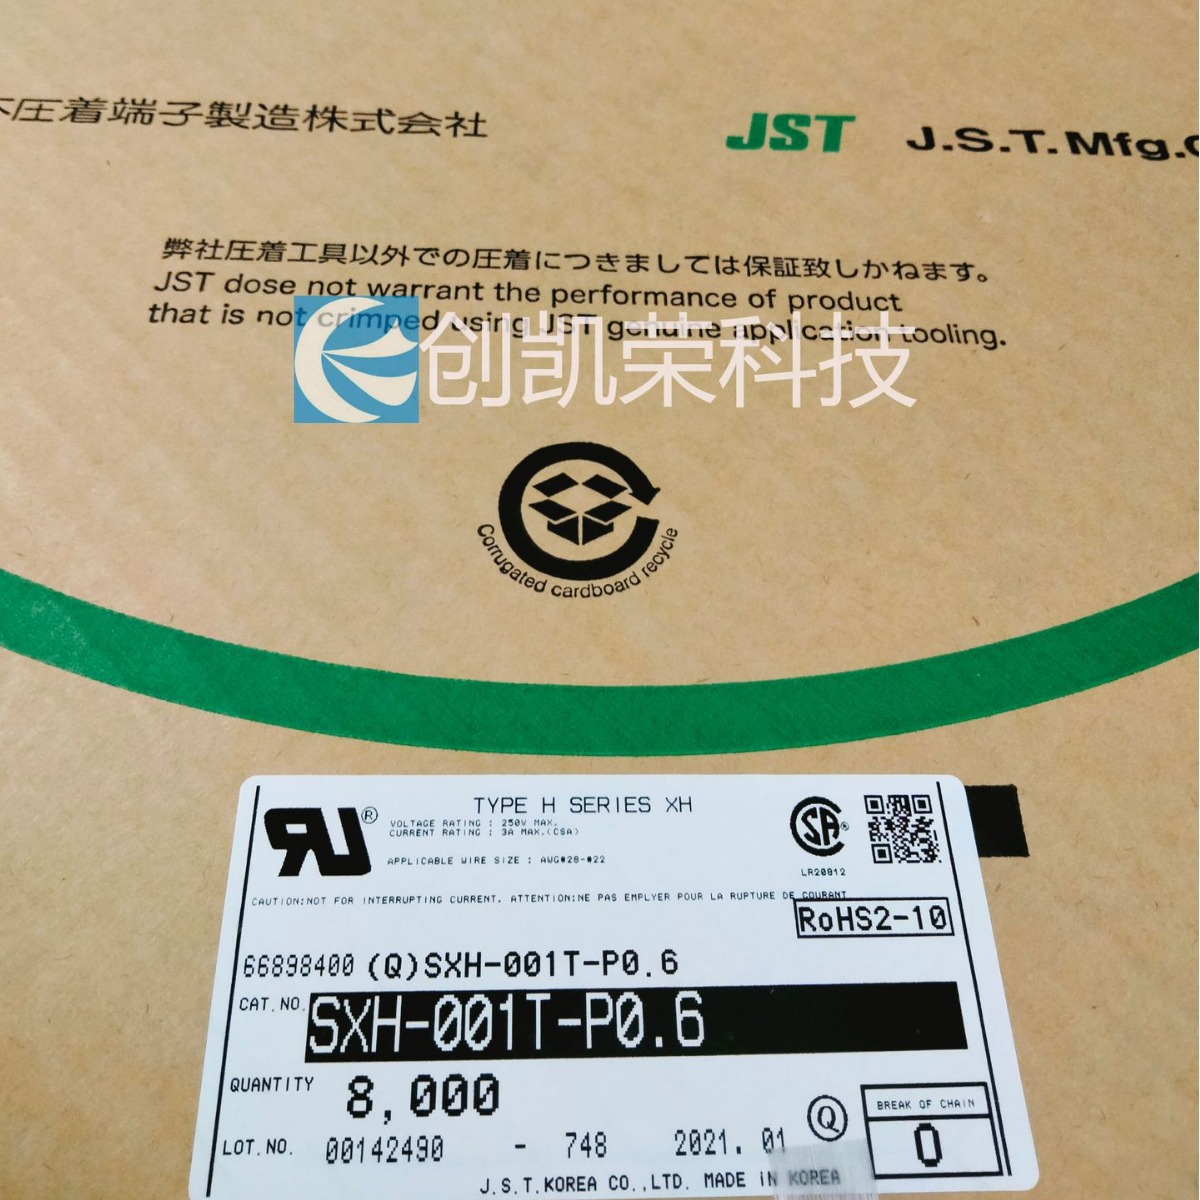 本圧着端子製造株式会社
JST J.S.T.Mfg.C
弊社圧着工具以外での圧着につきましては保証致しかねます。
JST dose not warrant the performance of product
that is not crimped using JST genuine application tooling.
创凯荣科技
Corrugated cardboard recycle
TYPE H SERIES XH
VOLTAGE RATING : 250V MAX.
CURRENT RATING : 3A MAX.(CSA)
APPLICABLE WIRE SIZE : AWG#28-#22
LR20812
CAUTION:NOT FOR INTERRUPTING CURRENT. ATTENTION:NE PAS EMPLYER POUR LA RUPTURE DE COURANT
RoHS2-10
66898400 (Q)SXH-001T-P0.6
CAT.NO. SXH-001T-P0.6
QUANTITY 8,000
LOT.NO. 00142490 - 748 2021.01 Q
BREAK OF CHAIN
0
J.S.T.KOREA CO.,LTD. MADE IN KOREA